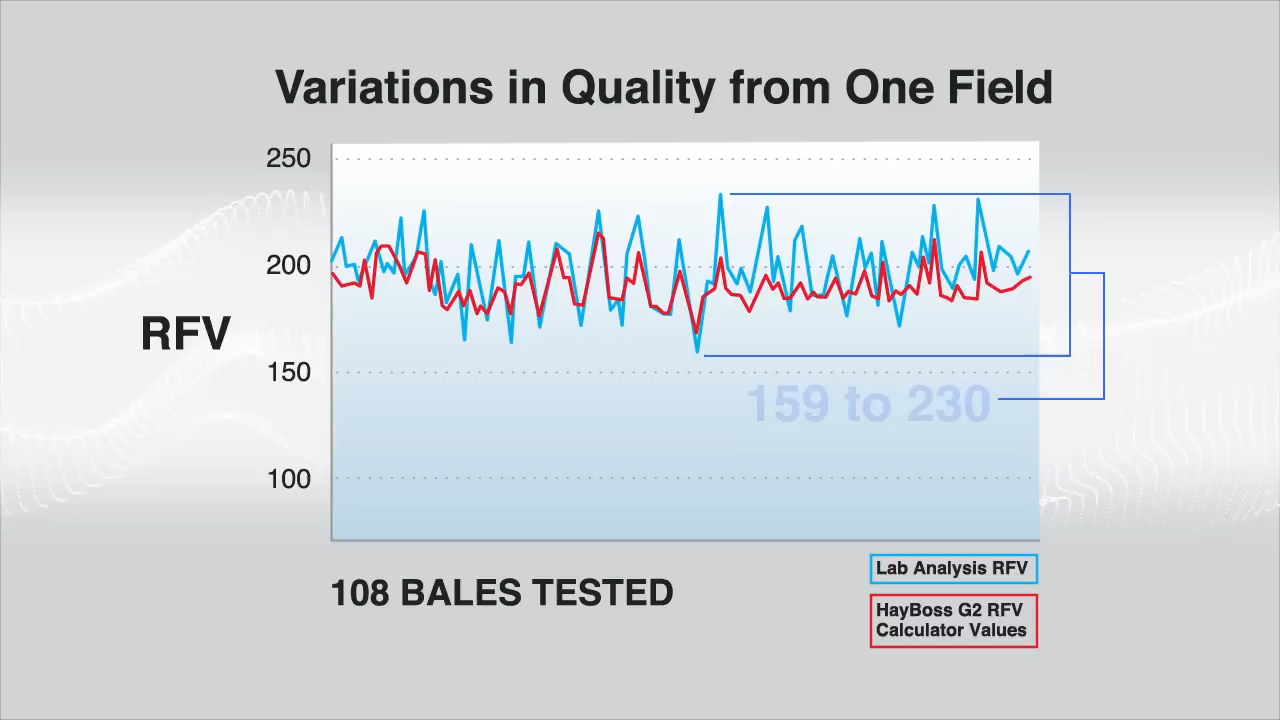 Variations in Quality from One Field
250
200
RFV
150
159 to 230
100
108 BALES TESTED
Lab Analysis RFV
HayBoss G2 RFV
Calculator Values